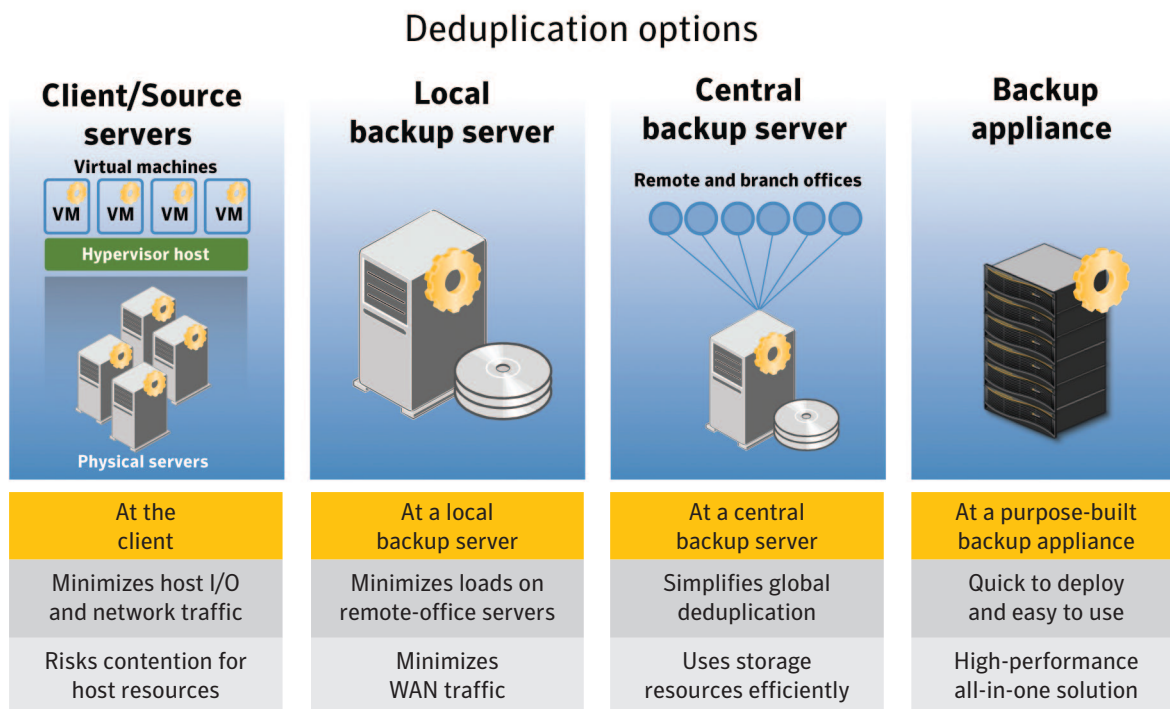 Deduplication options
Client/Source
servers
Virtual machines
VM VM VM VM
Hypervisor host
Physical servers
Local
backup server
Central
backup server
Remote and branch offices
Backup
appliance
At the
client
Minimizes host I/O
and network traffic
Risks contention for
host resources
At a local
backup server
Minimizes loads on
remote-office servers
Minimizes
WAN traffic
At a central
backup server
Simplifies global
deduplication
Uses storage
resources efficiently
At a purpose-built
backup appliance
Quick to deploy
and easy to use
High-performance
all-in-one solution